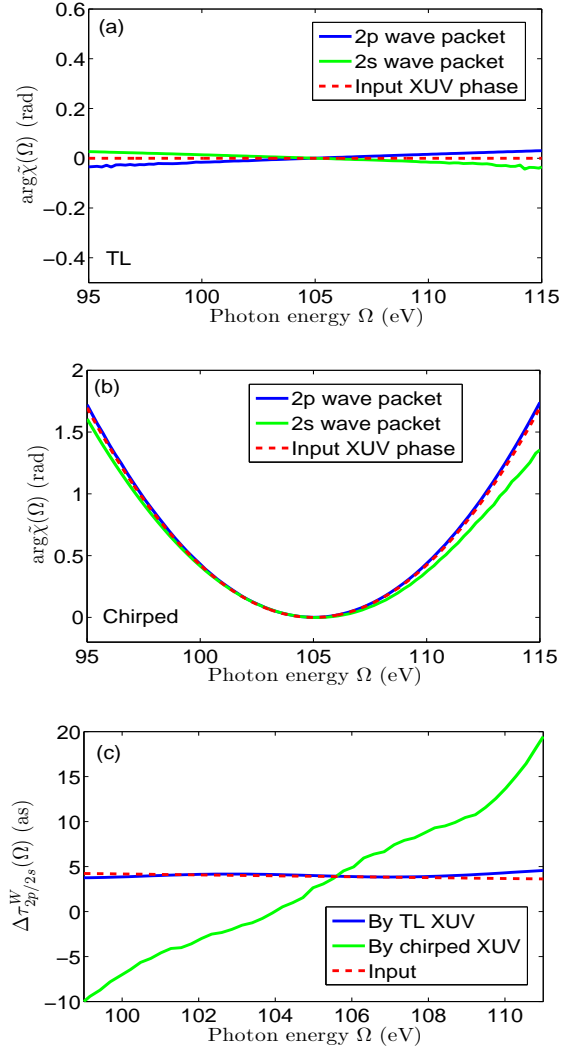 (a)
2p wave packet
2s wave packet
Input XUV phase
0.6
0.4
0.2
0
−0.2
−0.4
argχ̃(Ω) (rad)
TL
95 100 105 110 115
Photon energy Ω (eV)
(b)
2p wave packet
2s wave packet
Input XUV phase
2
1.5
1
0.5
0
argχ̃(Ω) (rad)
Chirped
95 100 105 110 115
Photon energy Ω (eV)
(c)
20
15
10
5
0
−5
−10
Δτ^W_{2p/2s}(Ω) (as)
By TL XUV
By chirped XUV
Input
100 102 104 106 108 110
Photon energy Ω (eV)